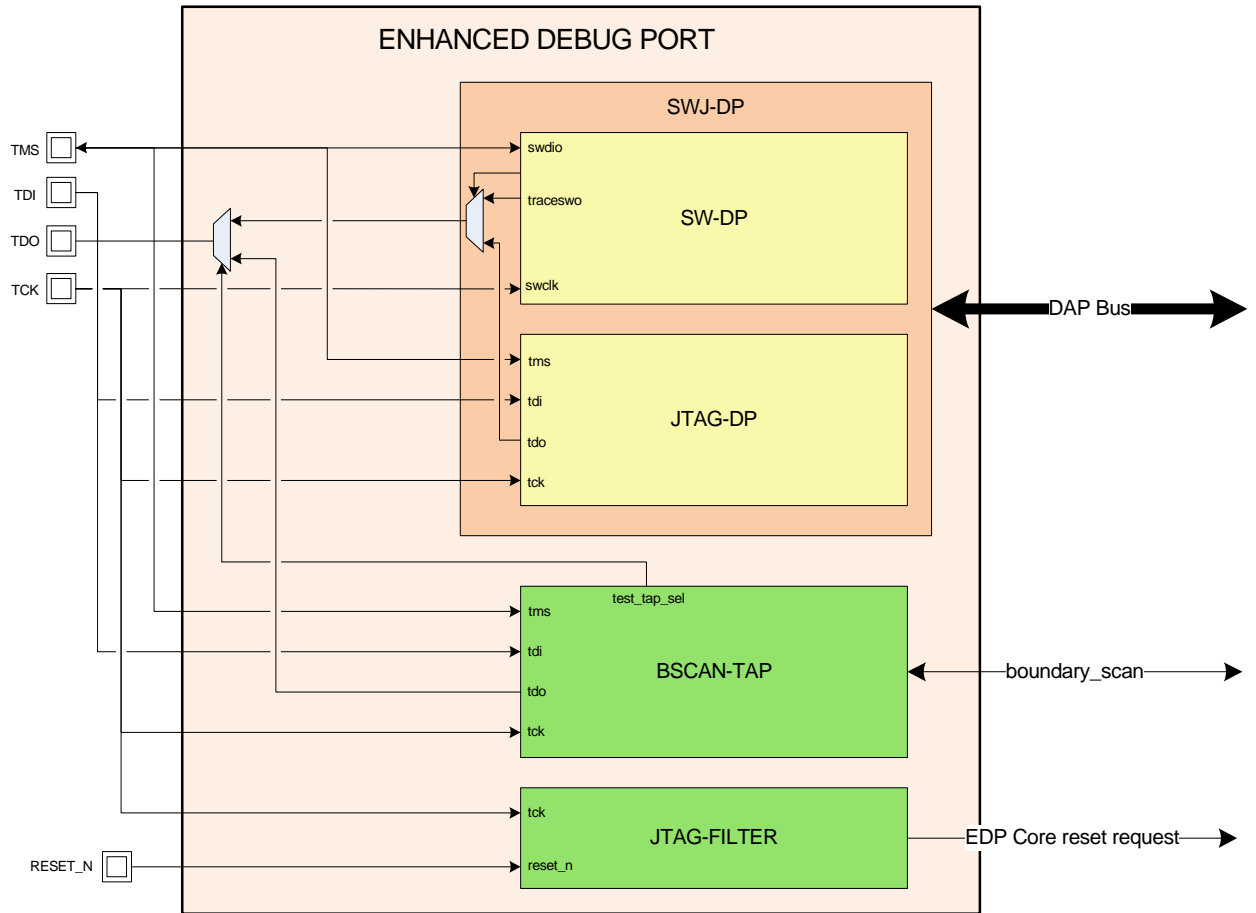 ENHANCED DEBUG PORT
SWJ-DP
TMS
swdio
TDI
traceswo
SW-DP
TDO
TCK
swclk
DAP Bus
tms
tdi
JTAG-DP
tdo
tck
test_tap_sel
tms
tdi
BSCAN-TAP
boundary_scan
tdo
tck
tck
JTAG-FILTER
EDP Core reset request
RESET_N
reset_n